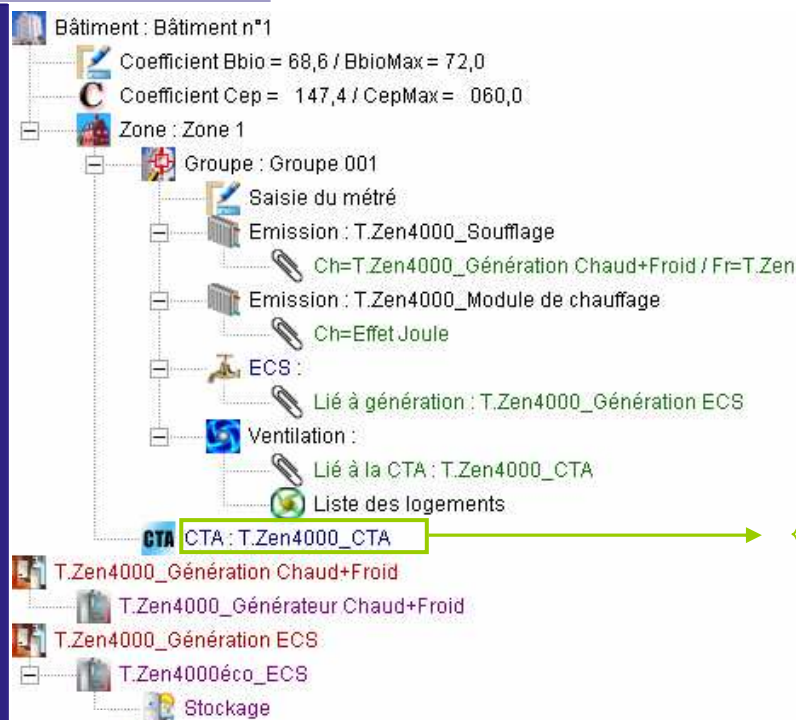 Bâtiment : Bâtiment n°1
Coefficient Bbio = 68,6 / BbioMax = 72,0
C Coefficient Cep = 147,4 / CepMax = 060,0
Zone : Zone 1
Groupe : Groupe 001
Saisie du métré
Emission : T.Zen4000_Soufflage
Ch=T.Zen4000_Génération Chaud+Froid / Fr=T.Zen
Emission : T.Zen4000_Module de chauffage
Ch=Effet Joule
ECS :
Lié à génération : T.Zen4000_Génération ECS
Ventilation :
Lié à la CTA : T.Zen4000_CTA
Liste des logements
CTA CTA : T.Zen4000_CTA
T.Zen4000_Génération Chaud+Froid
T.Zen4000_Générateur Chaud+Froid
T.Zen4000_Génération ECS
T.Zen4000éco_ECS
Stockage